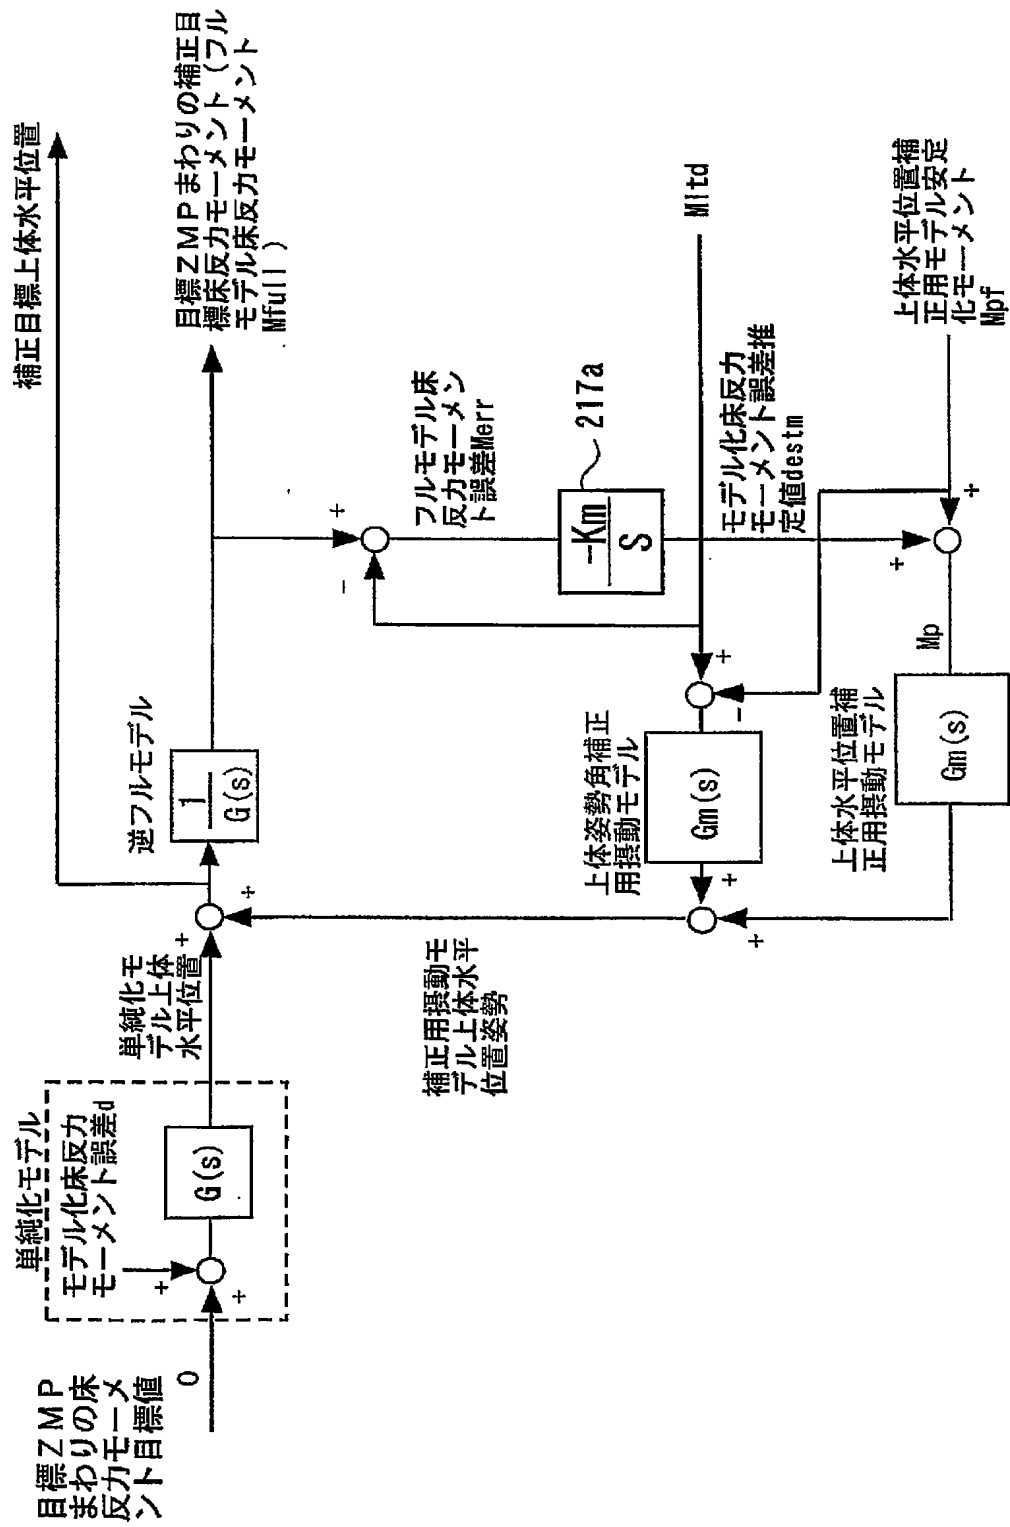 補正目標上体水平位置
目標ZMPまわりの補正目
標床反力モーメント（フル
モデル床反力モーメント
Mfull）
単純化モデル
モデル化床反力
モーメント誤差d
+
+
G(s)
目標ZMP
まわりの床
反力モーメ
ント目標値
0
単純化モ
デル上体
水平位置
+
+
逆フルモデル
1
G(s)
+
-
フルモデル床
反力モーメン
ト誤差Merr
217a
-Km
S
Mltd
モデル化床反力
モーメント誤差推
定値destm
補正用摂動モ
デル上体水平
位置姿勢
上体姿勢角補正
用摂動モデル
Gm(s)
+
-
+
+
上体水平位置補
正用モデル安定
化モーメント
Mpf
+
+
Mp
上体水平位置補
正用摂動モデル
Gm(s)